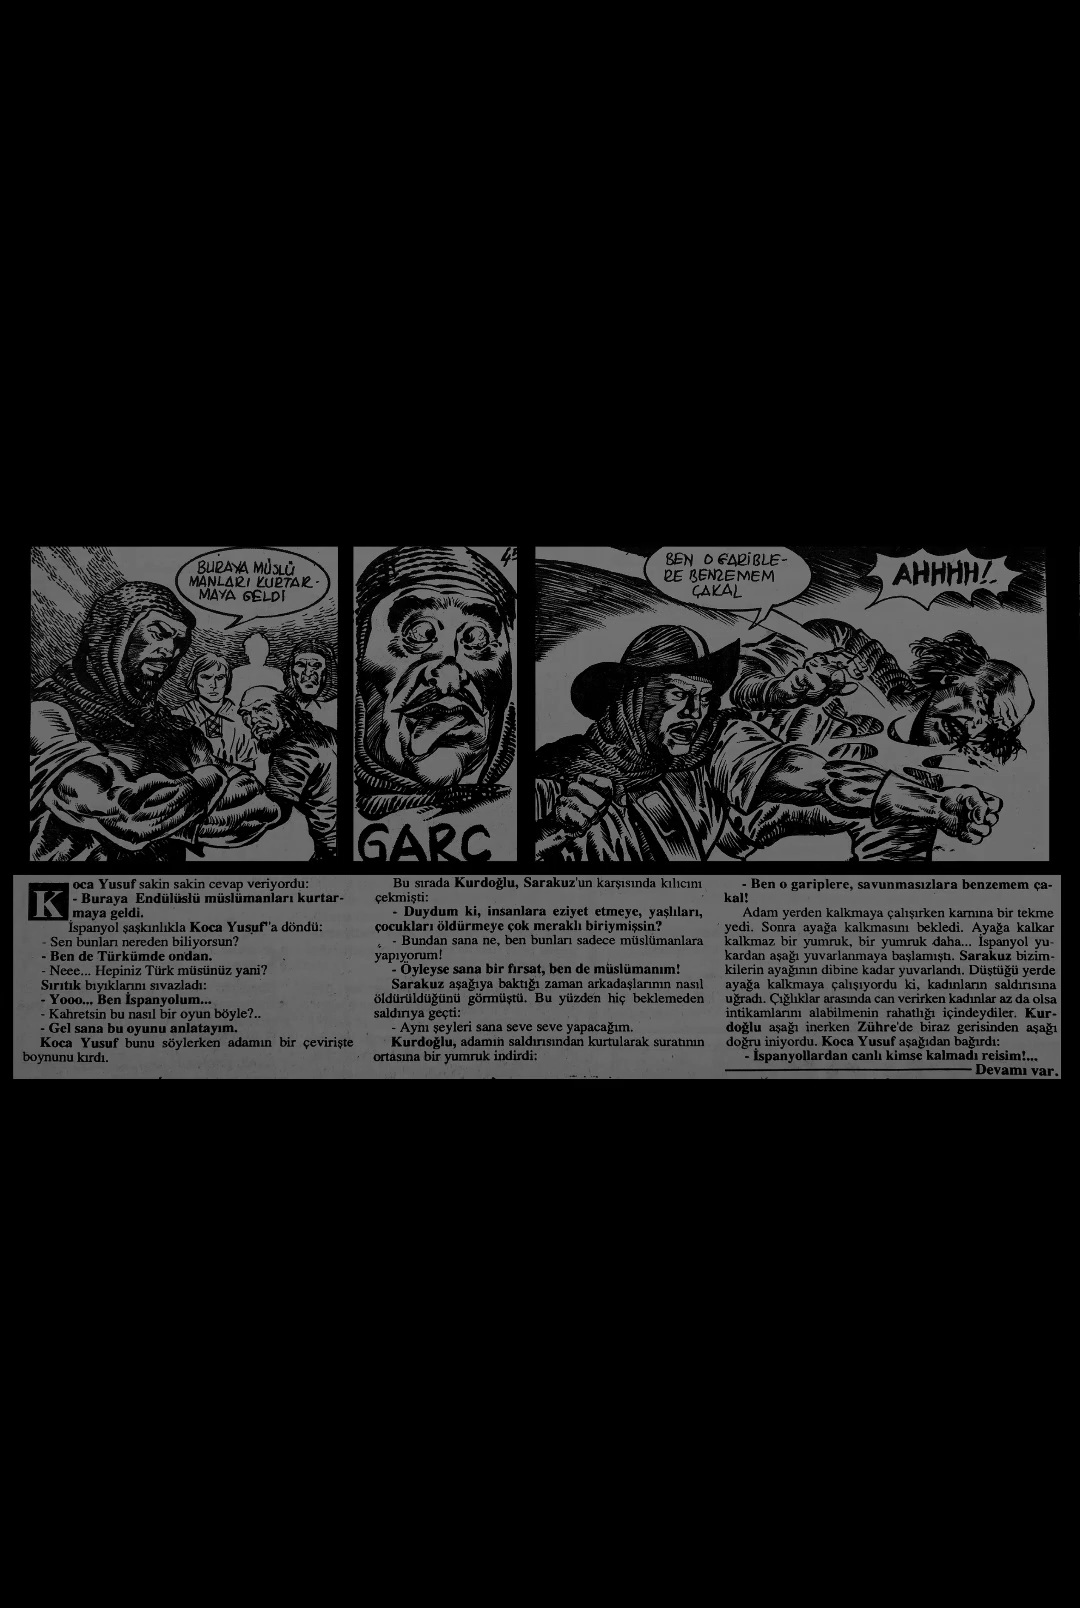 BURAYA MÜSLÜ
MANLARI KURTAR-
MAYA GELDİ
45
GARC
BEN O GARİBLE-
RE BENZEMEM
ÇAKAL
AHHHH!..
Koca Yusuf sakin sakin cevap veriyordu:
- Buraya Endülüslü müslümanları kurtar-
maya geldi.
İspanyol şaşkınlıkla Koca Yusuf'a döndü:
- Sen bunları nereden biliyorsun?
- Ben de Türkümde ondan.
- Neee... Hepiniz Türk müsünüz yani?
Sırıtık bıyıklarını sıvazladı:
- Yooo... Ben İspanyolum...
- Kahretsin bu nasıl bir oyun böyle?..
- Gel sana bu oyunu anlatayım.
Koca Yusuf bunu söylerken adamın bir çevirişte
boynunu kırdı.
Bu sırada Kurdoğlu, Sarakuz'un karşısında kılıcını
çekmişti:
- Duydum ki, insanlara eziyet etmeye, yaşlıları,
çocukları öldürmeye çok meraklı biriymişsin?
- Bundan sana ne, ben bunları sadece müslümanlara
yapıyorum!
- Öyleyse sana bir fırsat, ben de müslümanım!
Sarakuz aşağıya baktığı zaman arkadaşlarının nasıl
öldürüldüğünü görmüştü. Bu yüzden hiç beklemeden
saldırıya geçti:
- Aynı şeyleri sana seve seve yapacağım.
Kurdoğlu, adamın saldırısından kurtularak suratının
ortasına bir yumruk indirdi:
- Ben o gariplere, savunmasızlara benzemem ça-
kal!
Adam yerden kalkmaya çalışırken karnına bir tekme
yedi. Sonra ayağa kalkmasını bekledi. Ayağa kalkar
kalkmaz bir yumruk, bir yumruk daha... İspanyol yu-
kardan aşağı yuvarlanmaya başlamıştı. Sarakuz bizim-
kilerin ayağının dibine kadar yuvarlandı. Düştüğü yerde
ayağa kalkmaya çalışıyordu ki, kadınların saldırısına
uğradı. Çığlıklar arasında can verirken kadınlar az da olsa
intikamlarını alabilmenin rahatlığı içindeydiler. Kur-
doğlu aşağı inerken Zühre'de biraz gerisinden aşağı
doğru iniyordu. Koca Yusuf aşağıdan bağırdı:
- İspanyollardan canlı kimse kalmadı reisim!...
Devamı var.